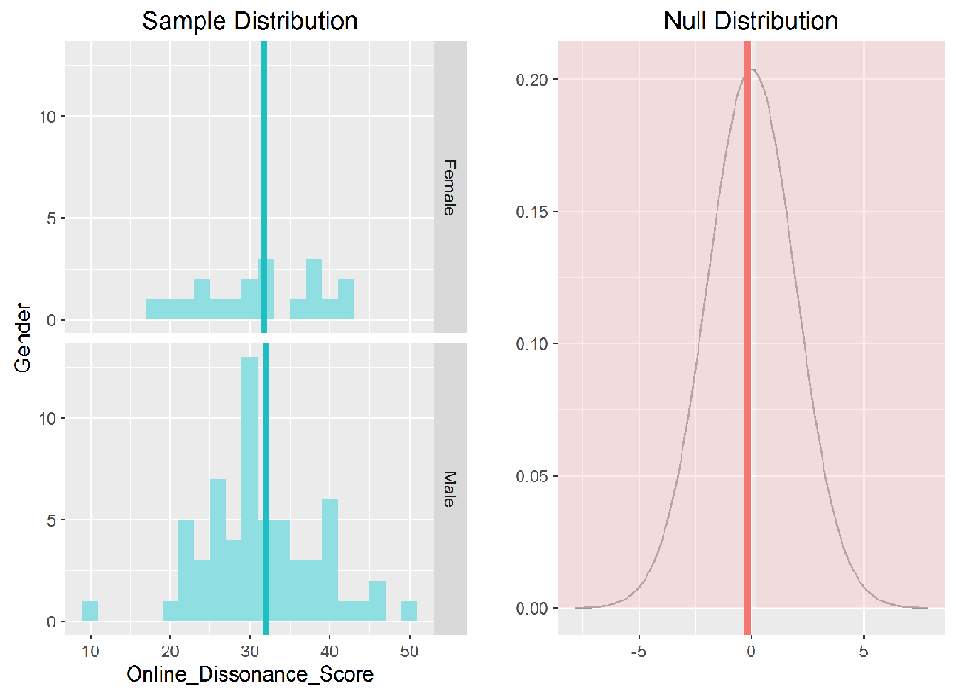 Sample Distribution
Gender
10
5
0
Female
10
5
0
Male
10 20 30 40 50
Online_Dissonance_Score
Null Distribution
0.20
0.15
0.10
0.05
0.00
-5 0 5